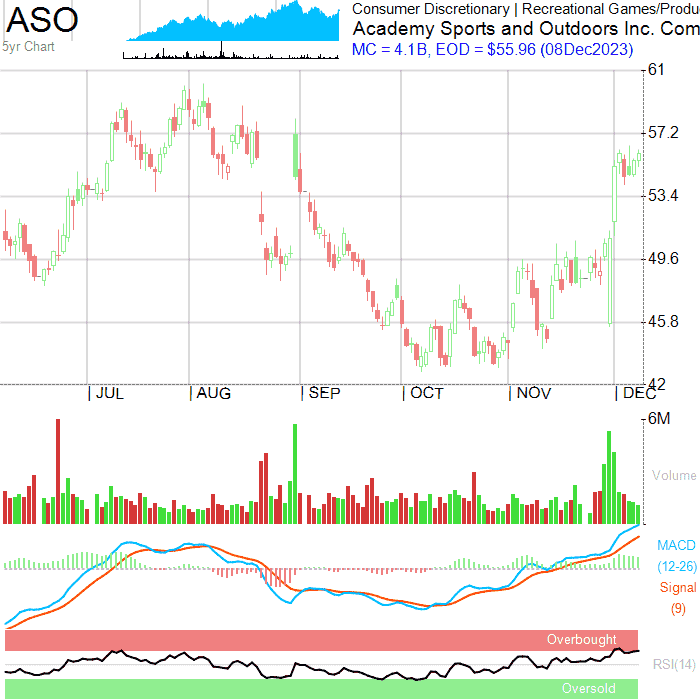 ASO
5yr Chart
Consumer Discretionary | Recreational Games/Produ
Academy Sports and Outdoors Inc. Com
MC = 4.1B, EOD = $55.96 (08Dec2023)
61
57.2
53.4
49.6
45.8
42
| JUL | AUG | SEP | OCT | NOV | DEC
6M
Volume
MACD
(12-26)
Signal
(9)
Overbought
RSI(14)
Oversold